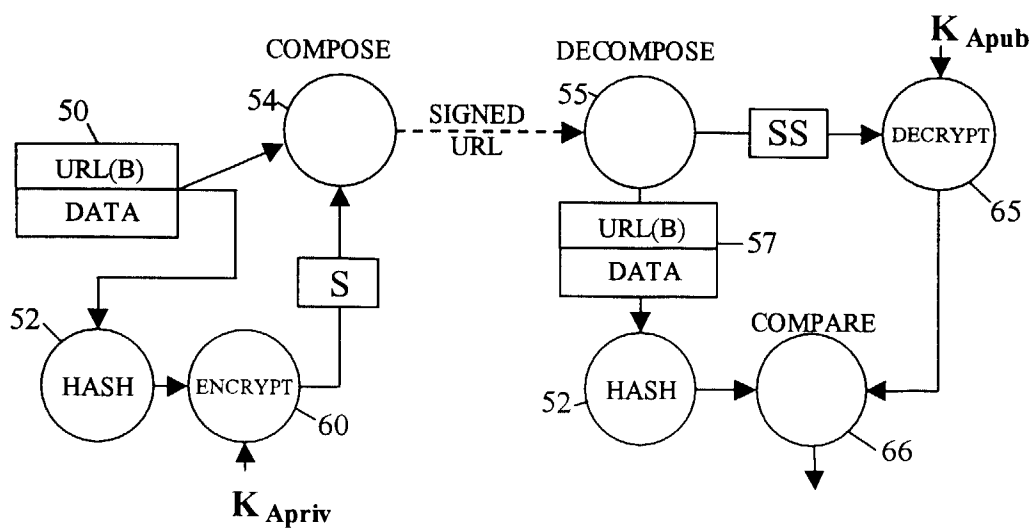 COMPOSE
DECOMPOSE
K Apub
50
54
SIGNED
URL
55
SS
DECRYPT
65
URL(B)
DATA
URL(B)
DATA
57
S
52
HASH
ENCRYPT
60
COMPARE
52
HASH
66
K Apriv